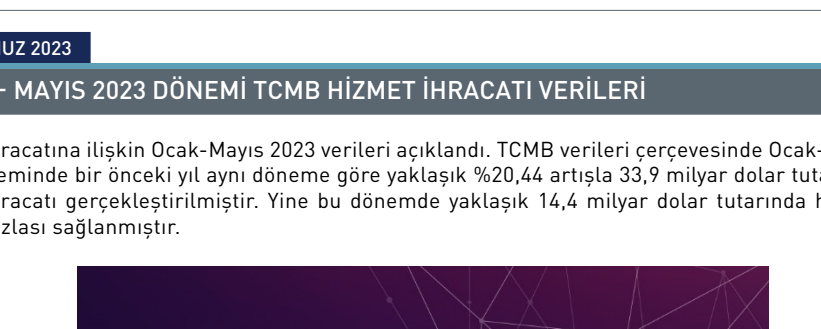 UZ 2023
- MAYIS 2023 DÖNEMİ TCMB HİZMET İHRACATI VERİLERİ
racatına ilişkin Ocak-Mayıs 2023 verileri açıklandı. TCMB verileri çerçevesinde Ocak-
eminde bir önceki yıl aynı döneme göre yaklaşık %20,44 artışla 33,9 milyar dolar tuta
racatı gerçekleştirilmiştir. Yine bu dönemde yaklaşık 14,4 milyar dolar tutarında h
zlası sağlanmıştır.